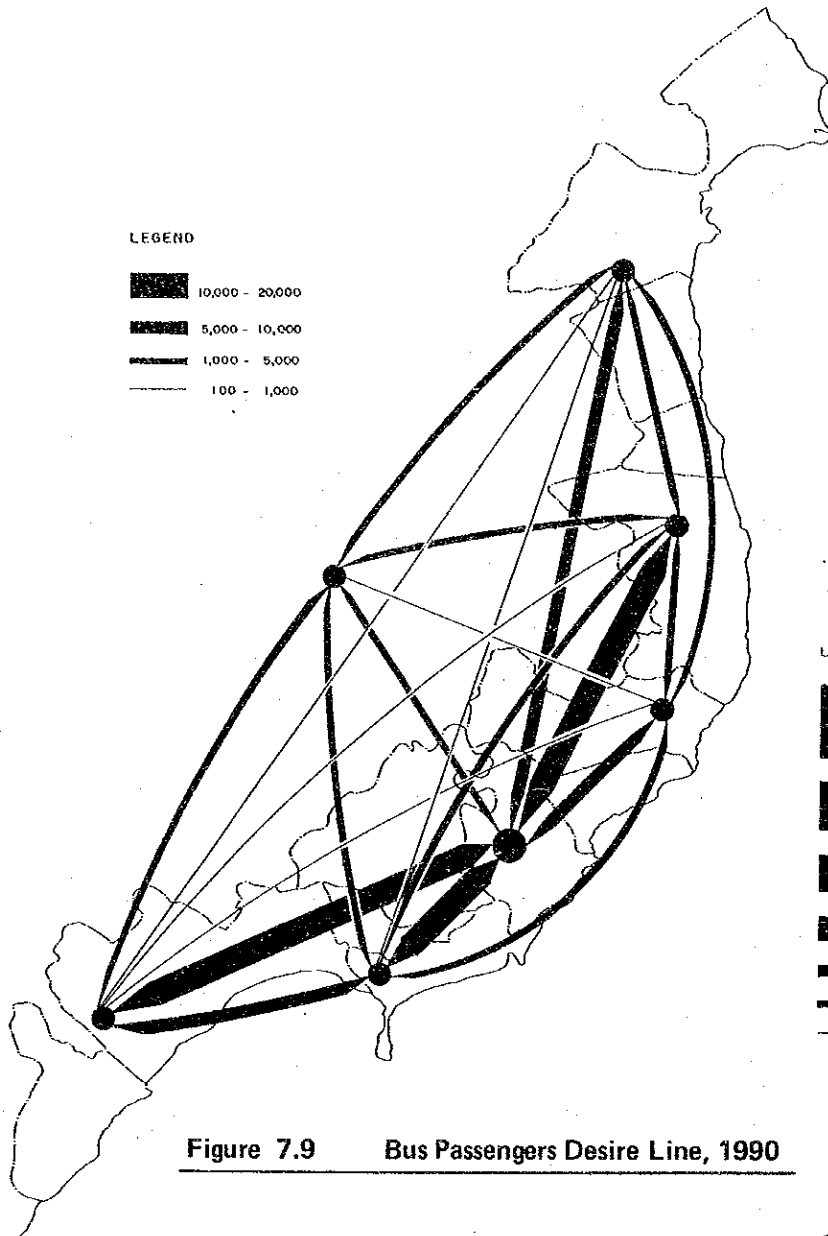 LEGEND
10,000 - 20,000
5,000 - 10,000
1,000 - 5,000
100 - 1,000
Figure 7.9 Bus Passengers Desire Line, 1990